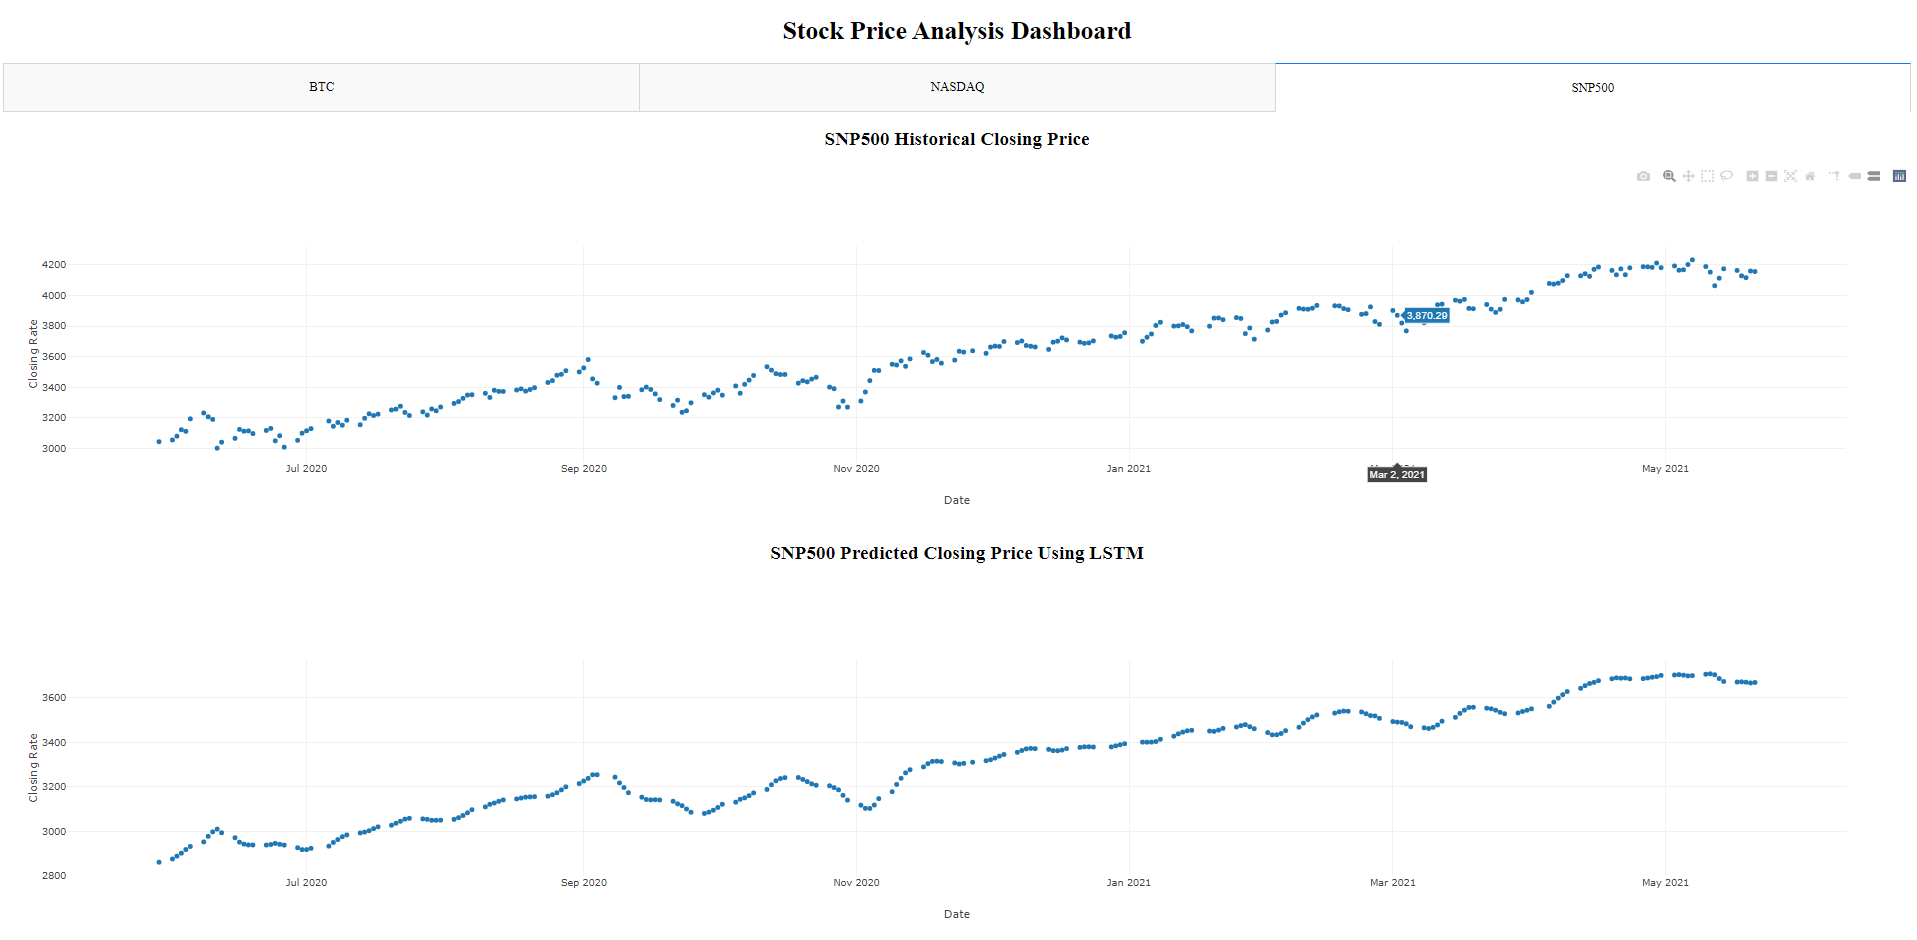 Stock Price Analysis Dashboard
BTC
NASDAQ
SNP500
SNP500 Historical Closing Price
4200
4000
3800
3600
3400
3200
3000
Closing Rate
3,870.29
Jul 2020
Sep 2020
Nov 2020
Jan 2021
Mar 2, 2021
May 2021
Date
SNP500 Predicted Closing Price Using LSTM
3600
3400
3200
3000
2800
Closing Rate
Jul 2020
Sep 2020
Nov 2020
Jan 2021
Mar 2021
May 2021
Date